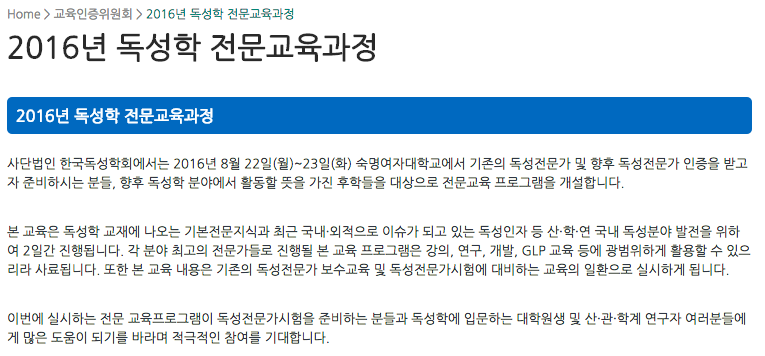 Home > 교육인증위원회 > 2016년 독성학 전문교육과정
2016년 독성학 전문교육과정
2016년 독성학 전문교육과정
사단법인 한국독성학회에서는 2016년 8월 22일(월)~23일(화) 숙명여자대학교에서 기존의 독성전문가 및 향후 독성전문가 인증을 받고
자 준비하시는 분들, 향후 독성학 분야에서 활동할 뜻을 가진 후학들을 대상으로 전문교육 프로그램을 개설합니다.
본 교육은 독성학 교재에 나오는 기본전문지식과 최근 국내·외적으로 이슈가 되고 있는 독성인자 등 산·학·연 국내 독성분야 발전을 위하
여 2일간 진행됩니다. 각 분야 최고의 전문가들로 진행될 본 교육 프로그램은 강의, 연구, 개발, GLP 교육 등에 광범위하게 활용할 수 있으
리라 사료됩니다. 또한 본 교육 내용은 기존의 독성전문가 보수교육 및 독성전문가시험에 대비하는 교육의 일환으로 실시하게 됩니다.
이번에 실시하는 전문 교육프로그램이 독성전문가시험을 준비하는 분들과 독성학에 입문하는 대학원생 및 산·관·학계 연구자 여러분들에
게 많은 도움이 되기를 바라며 적극적인 참여를 기대합니다.